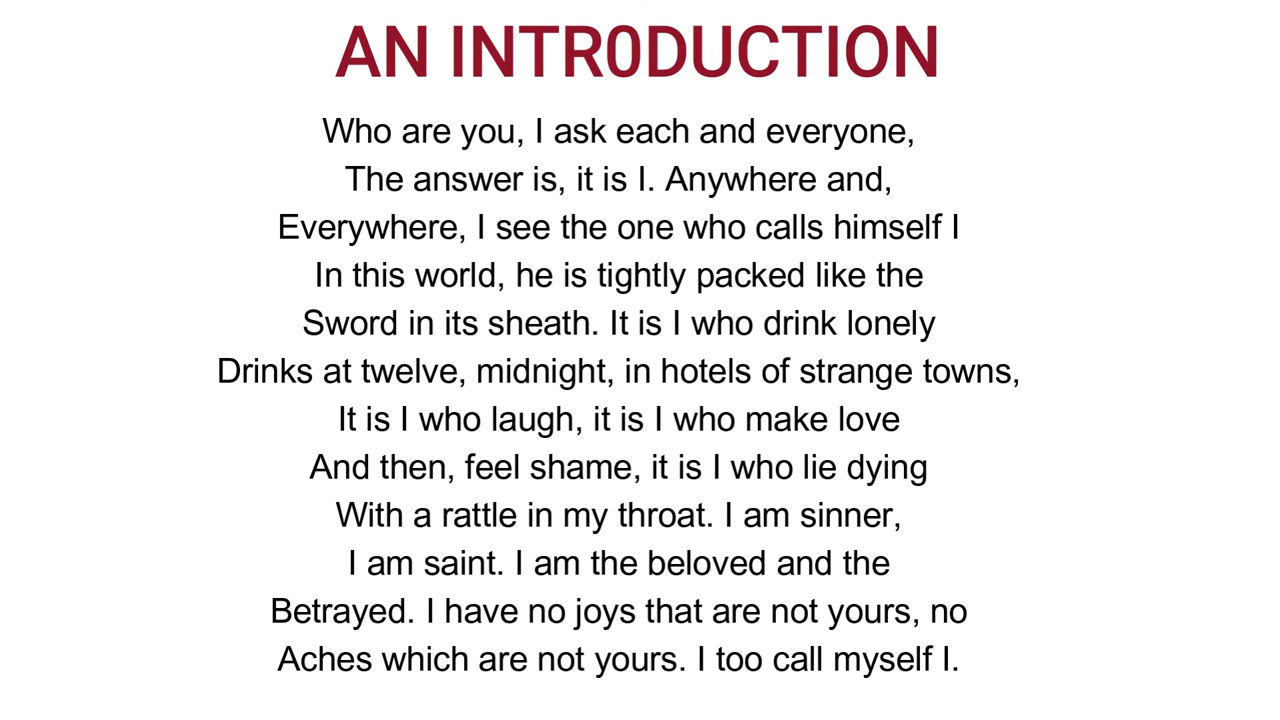 AN INTR0DUCTION
Who are you, I ask each and everyone,
The answer is, it is I. Anywhere and,
Everywhere, I see the one who calls himself I
In this world, he is tightly packed like the
Sword in its sheath. It is I who drink lonely
Drinks at twelve, midnight, in hotels of strange towns,
It is I who laugh, it is I who make love
And then, feel shame, it is I who lie dying
With a rattle in my throat. I am sinner,
I am saint. I am the beloved and the
Betrayed. I have no joys that are not yours, no
Aches which are not yours. I too call myself I.